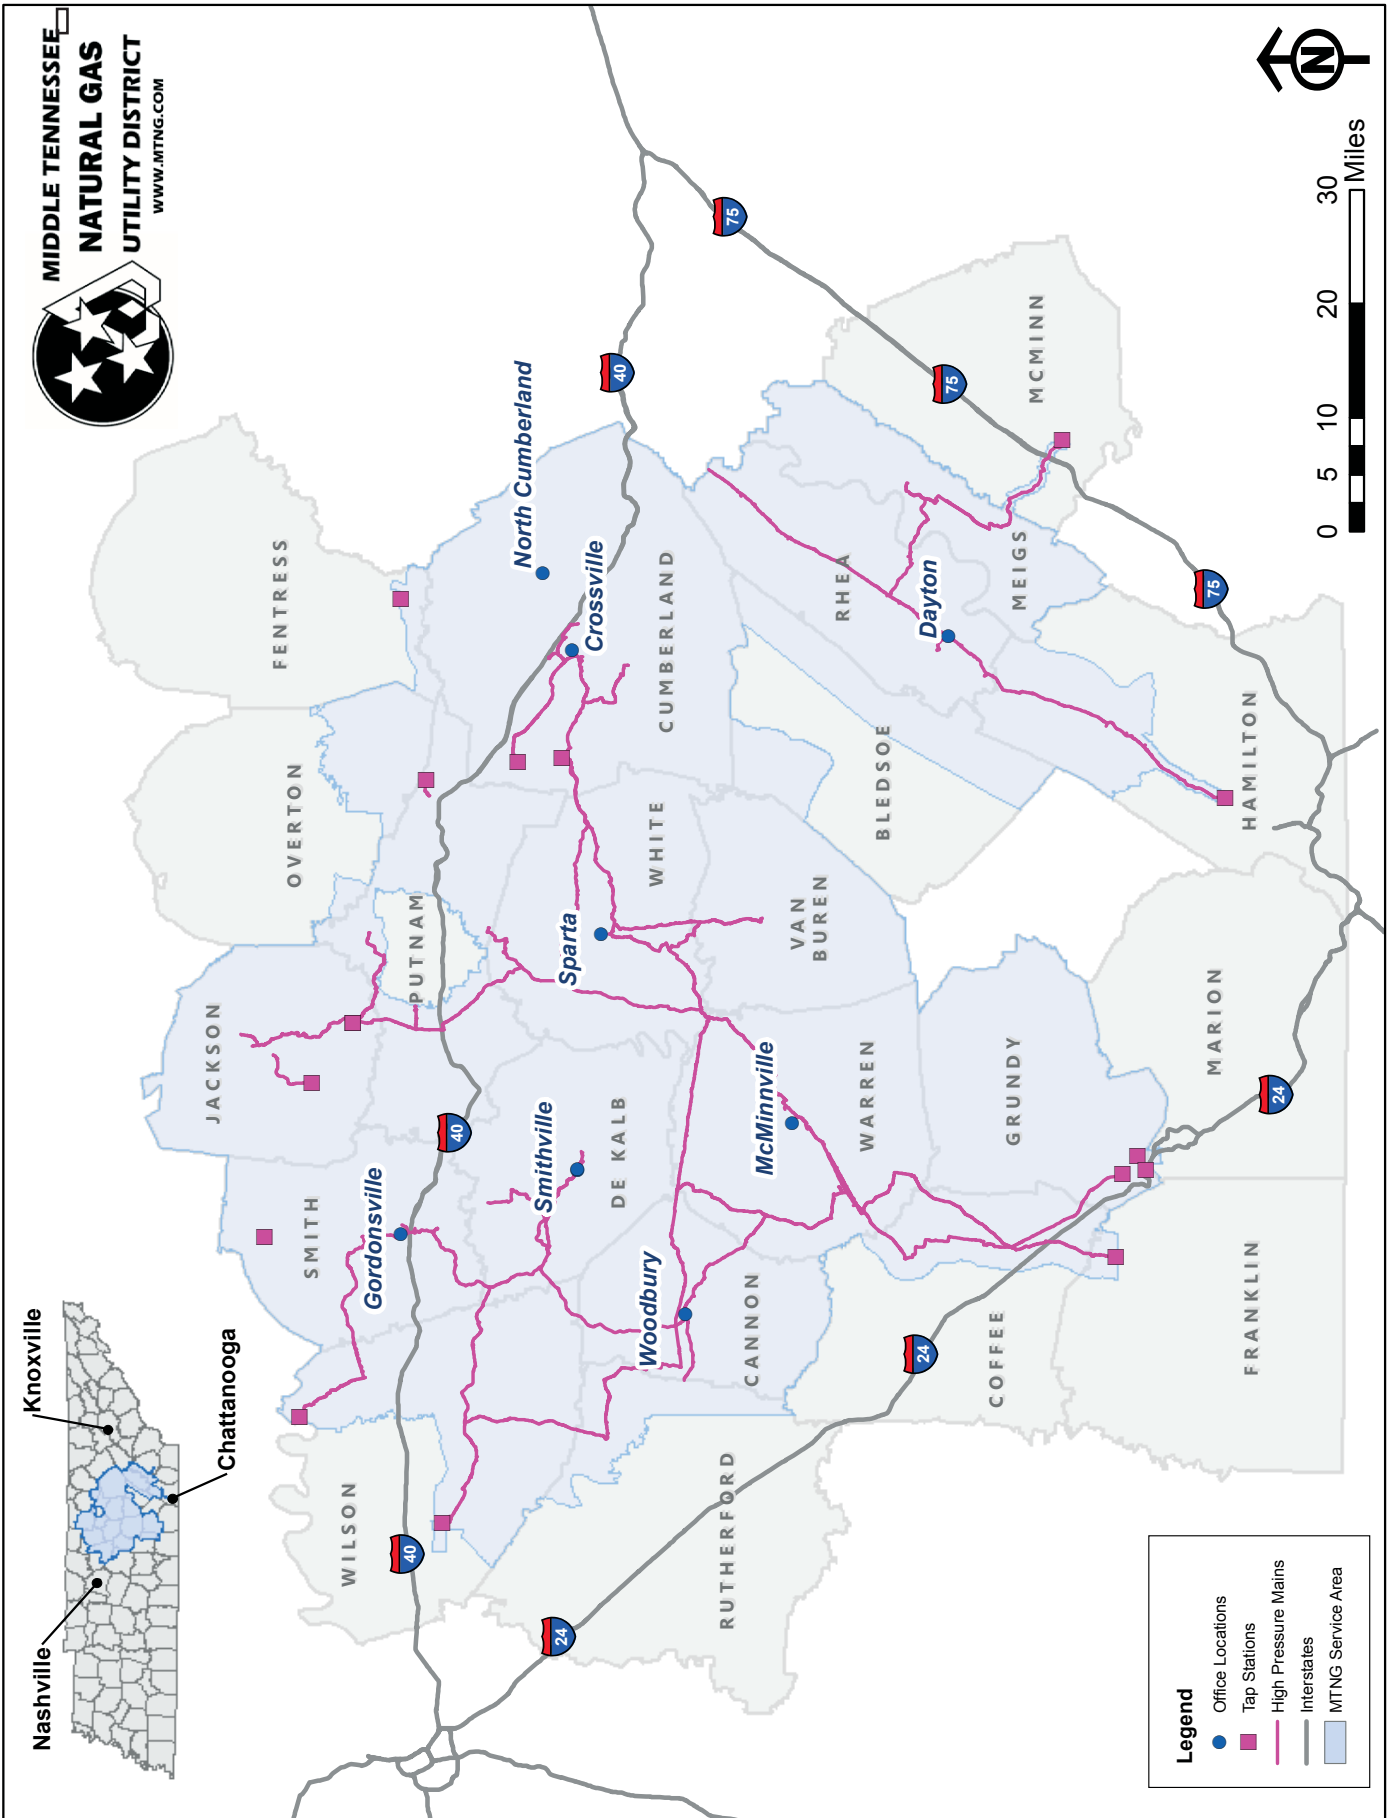 Nashville
Knoxville
Chattanooga
MIDDLE TENNESSEE
NATURAL GAS
UTILITY DISTRICT
WWW.MTNG.COM
FENTRESS
OVERTON
JACKSON
SMITH
WILSON
PUTNAM
Gordonsville
North Cumberland
Crossville
CUMBERLAND
WHITE
Sparta
Smithville
DE KALB
Woodbury
CANNON
RUTHERFORD
McMinnville
WARREN
VAN
BUREN
BLEDSOE
RHEA
Dayton
MEIGS
MCMINN
HAMILTON
GRUNDY
MARION
COFFEE
FRANKLIN
40
40
40
24
24
24
75
75
75
Legend
Office Locations
Tap Stations
High Pressure Mains
Interstates
MTNG Service Area
0 5 10 20 30
Miles
N